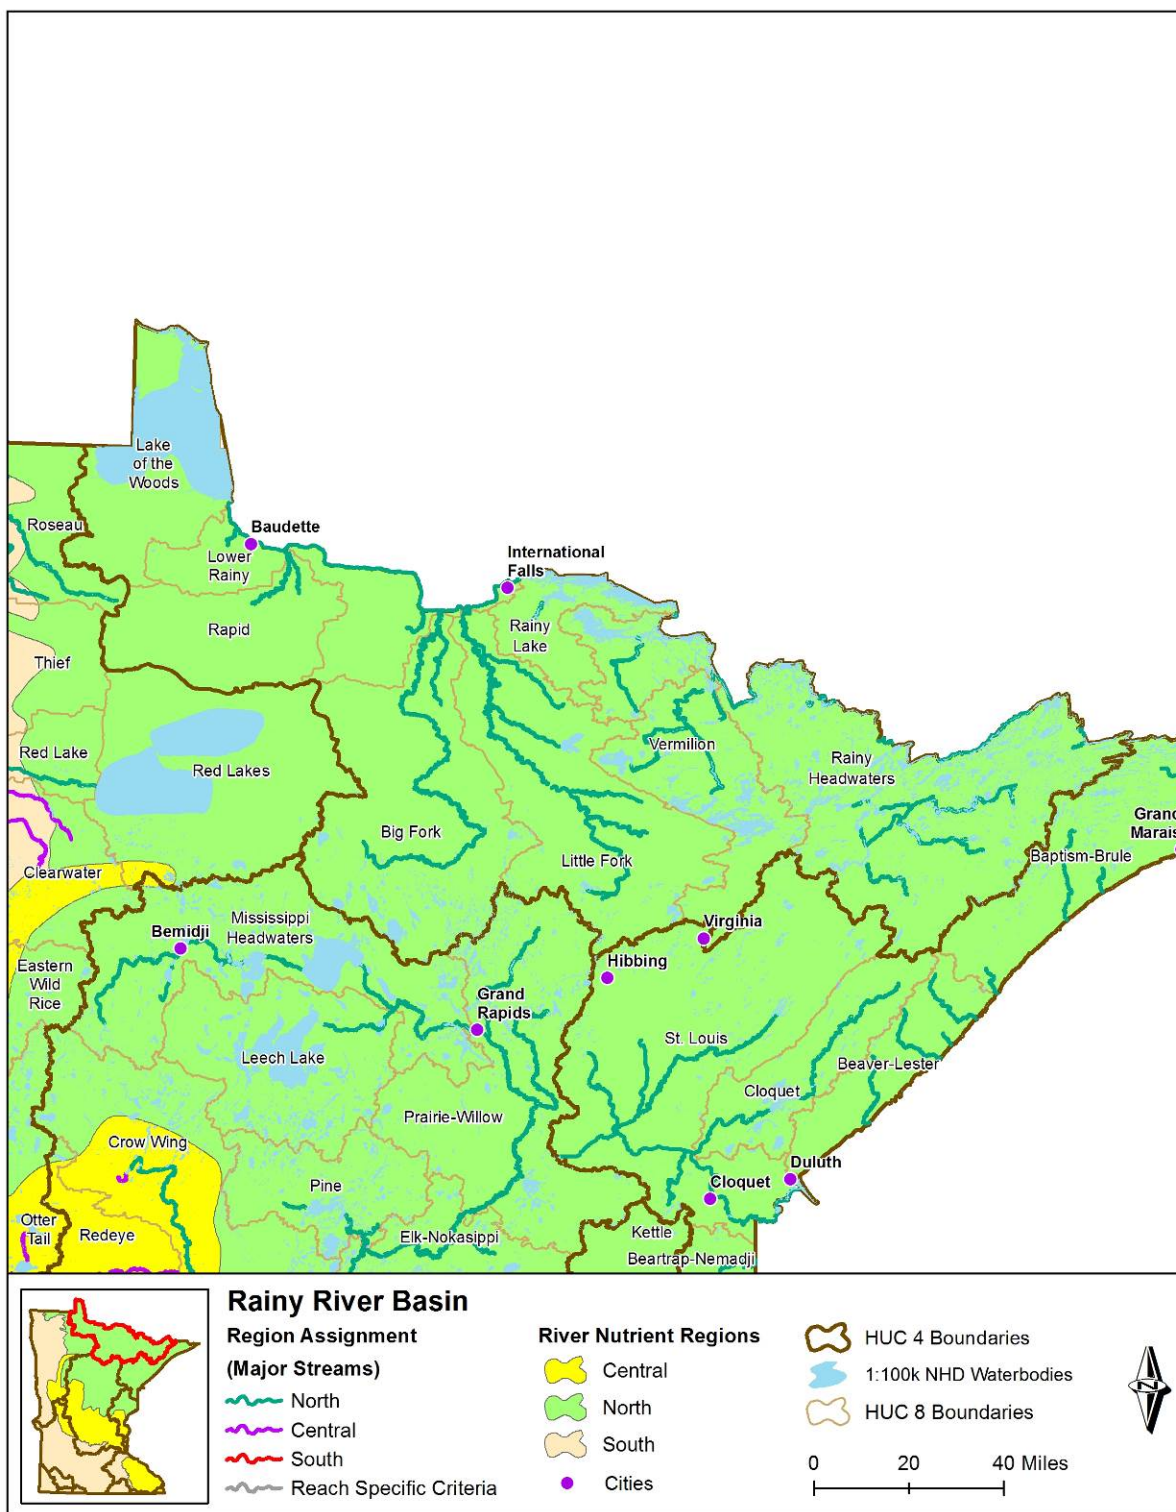 Lake
of the
Woods
Roseau
Baudette
Lower
Rainy
International
Falls
Rapid
Rainy
Lake
Thief
Red Lake
Red Lakes
Vermilion
Rainy
Headwaters
Big Fork
Grand
Marais
Clearwater
Little Fork
Baptism-Brule
Mississippi
Headwaters
Bemidji
Virginia
Hibbing
Eastern
Wild
Rice
Grand
Rapids
Leech Lake
St. Louis
Beaver-Lester
Cloquet
Prairie-Willow
Crow Wing
Duluth
Pine
Cloquet
Otter
Tail
Redeye
Elk-Nokasippi
Kettle
Beartrap-Nemadji
Rainy River Basin
Region Assignment
(Major Streams)
North
Central
South
Reach Specific Criteria
River Nutrient Regions
Central
North
South
Cities
HUC 4 Boundaries
1:100k NHD Waterbodies
HUC 8 Boundaries
0 20 40 Miles
N